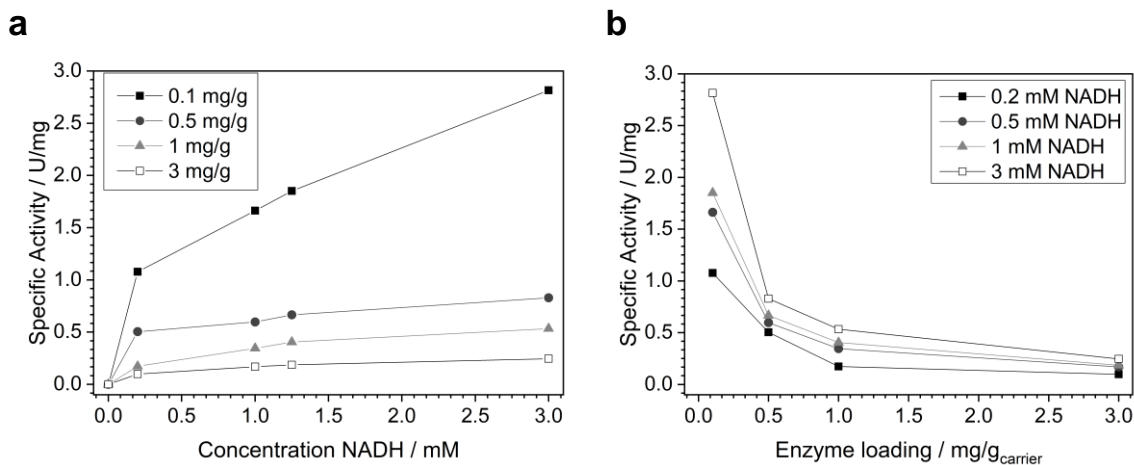 a
b
3.0
2.5
2.0
1.5
1.0
0.5
0.0
Specific Activity / U/mg
0.1 mg/g
0.5 mg/g
1 mg/g
3 mg/g
0.0 0.5 1.0 1.5 2.0 2.5 3.0
Concentration NADH / mM
3.0
2.5
2.0
1.5
1.0
0.5
0.0
Specific Activity / U/mg
0.2 mM NADH
0.5 mM NADH
1 mM NADH
3 mM NADH
0.0 0.5 1.0 1.5 2.0 2.5 3.0
Enzyme loading / mg/gcarrier